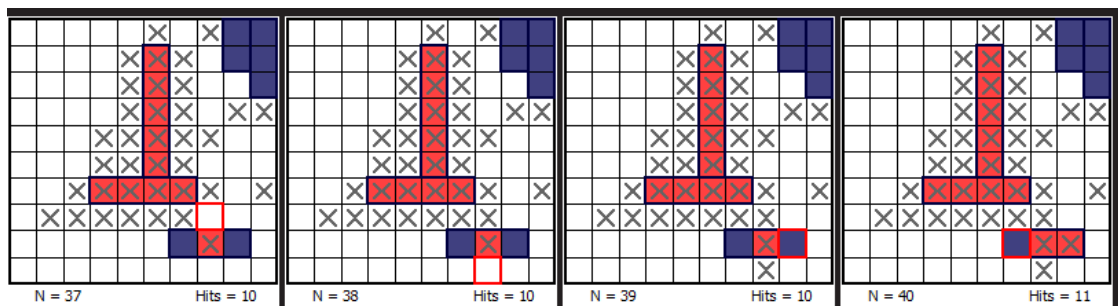 N = 37 Hits = 10
N = 38 Hits = 10
N = 39 Hits = 10
N = 40 Hits = 11